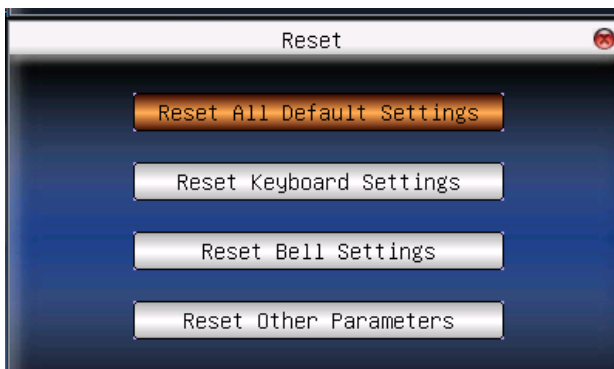 Reset
Reset All Default Settings
Reset Keyboard Settings
Reset Bell Settings
Reset Other Parameters